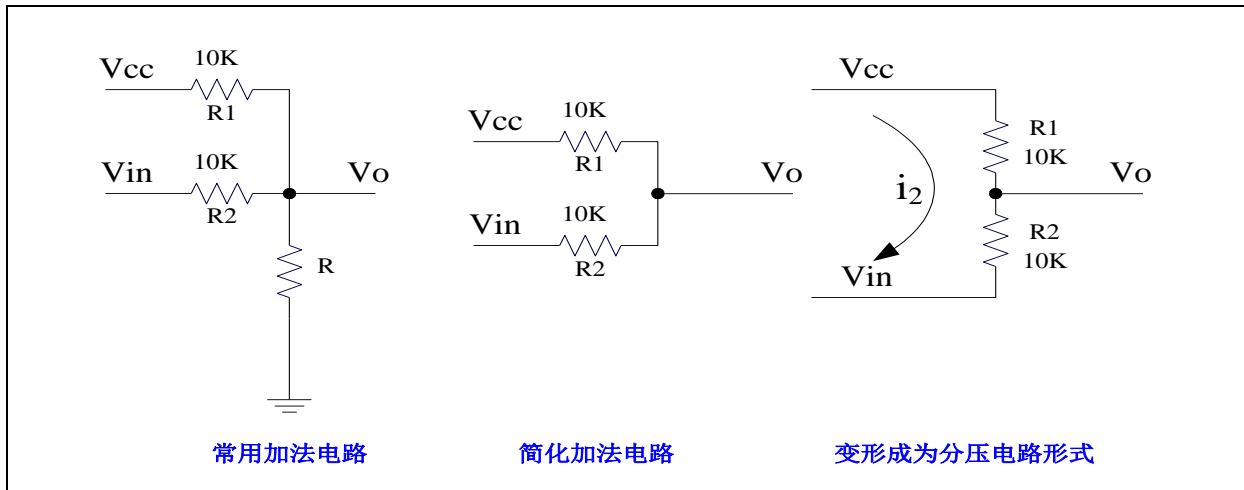 Vcc
10K
R1
Vin
10K
R2
Vo
R
常用加法电路
Vcc
10K
R1
Vin
10K
R2
Vo
简化加法电路
Vcc
R1
10K
Vo
i2
R2
10K
Vin
变形成为分压电路形式